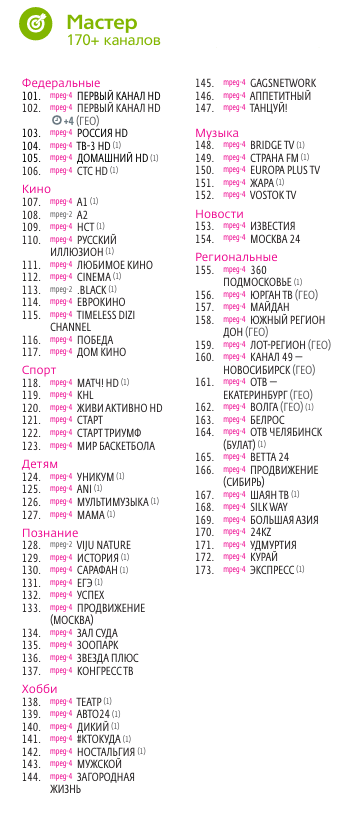 Мастер
170+ каналов
Федеральные
101. mpeg-4 ПЕРВЫЙ КАНАЛ HD
102. mpeg-4 ПЕРВЫЙ КАНАЛ HD
+4 (ГЕО)
103. mpeg-4 РОССИЯ HD
104. mpeg-4 ТВ-3 HD (1)
105. mpeg-4 ДОМАШНИЙ HD (1)
106. mpeg-4 СТС HD (1)
Кино
107. mpeg-4 A1 (1)
108. mpeg-2 A2
109. mpeg-4 НСТ (1)
110. mpeg-4 РУССКИЙ
ИЛЛЮЗИОН (1)
111. mpeg-4 ЛЮБИМОЕ КИНО
112. mpeg-4 CINEMA (1)
113. mpeg-2 .BLACK (1)
114. mpeg-4 ЕВРОКИНО
115. mpeg-4 TIMELESS DIZI
CHANNEL
116. mpeg-4 ПОБЕДА
117. mpeg-4 ДОМ КИНО
Спорт
118. mpeg-4 МАТЧ! HD (1)
119. mpeg-4 KHL
120. mpeg-4 ЖИВИ АКТИВНО HD
121. mpeg-4 СТАРТ
122. mpeg-4 СТАРТ ТРИУМФ
123. mpeg-4 МИР БАСКЕТБОЛА
Детям
124. mpeg-4 УНИКУМ (1)
125. mpeg-4 ANI (1)
126. mpeg-4 МУЛЬТИМУЗЫКА (1)
127. mpeg-4 МАМА (1)
Познание
128. mpeg-2 VIJU NATURE
129. mpeg-4 ИСТОРИЯ (1)
130. mpeg-4 САРАФАН (1)
131. mpeg-4 ЕГЭ (1)
132. mpeg-4 УСПЕХ
133. mpeg-4 ПРОДВИЖЕНИЕ
(МОСКВА)
134. mpeg-4 ЗАЛ СУДА
135. mpeg-4 ЗООПАРК
136. mpeg-4 ЗВЕЗДА ПЛЮС
137. mpeg-4 КОНГРЕСС ТВ
Хобби
138. mpeg-4 ТЕАТР (1)
139. mpeg-4 АВТО24 (1)
140. mpeg-4 ДИКИЙ (1)
141. mpeg-4 #КТОКУДА (1)
142. mpeg-4 НОСТАЛЬГИЯ (1)
143. mpeg-4 МУЖСКОЙ
144. mpeg-4 ЗАГОРОДНАЯ
ЖИЗНЬ
145. mpeg-4 GAGSNETWORK
146. mpeg-4 АППЕТИТНЫЙ
147. mpeg-4 ТАНЦУЙ!
Музыка
148. mpeg-4 BRIDGE TV (1)
149. mpeg-4 СТРАНА FM (1)
150. mpeg-4 EUROPA PLUS TV
151. mpeg-4 ЖАРА (1)
152. mpeg-4 VOSTOK TV
Новости
153. mpeg-4 ИЗВЕСТИЯ
154. mpeg-4 МОСКВА 24
Региональные
155. mpeg-4 360
ПОДМОСКОВЬЕ (1)
156. mpeg-4 ЮРГАН ТВ (ГЕО)
157. mpeg-4 МАЙДАН
158. mpeg-4 ЮЖНЫЙ РЕГИОН
ДОН (ГЕО)
159. mpeg-4 ЛОТ-РЕГИОН (ГЕО)
160. mpeg-4 КАНАЛ 49 —
НОВОСИБИРСК (ГЕО)
161. mpeg-4 ОТВ —
ЕКАТЕРИНБУРГ (ГЕО)
162. mpeg-4 ВОЛГА (ГЕО) (1)
163. mpeg-4 БЕЛРОС
164. mpeg-4 ОТВ ЧЕЛЯБИНСК
(БУЛАТ) (1)
165. mpeg-4 ВЕТТА 24
166. mpeg-4 ПРОДВИЖЕНИЕ
(СИБИРЬ)
167. mpeg-4 ШАЯН ТВ (1)
168. mpeg-4 SILK WAY
169. mpeg-4 БОЛЬШАЯ АЗИЯ
170. mpeg-4 24KZ
171. mpeg-4 УДМУРТИЯ
172. mpeg-4 КУРАЙ
173. mpeg-4 ЭКСПРЕСС (1)